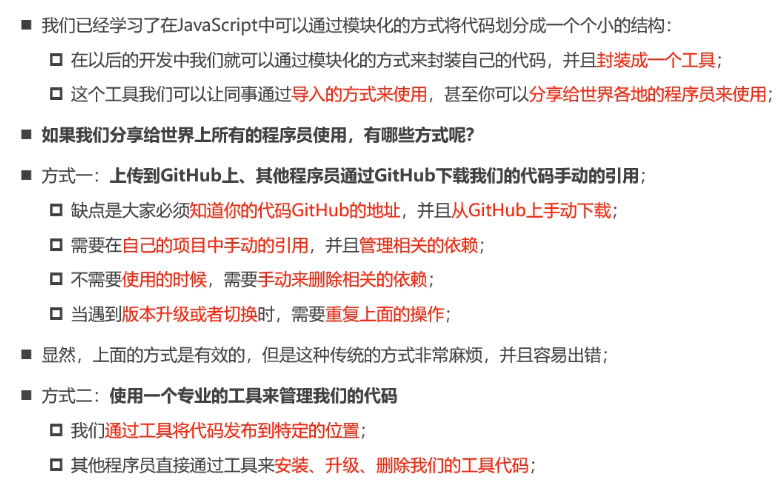 我们已经学习了在JavaScript中可以通过模块化的方式将代码划分成一个个小的结构：
在以后的开发中我们就可以通过模块化的方式来封装自己的代码，并且封装成一个工具；
这个工具我们可以让同事通过导入的方式来使用，甚至你可以分享给世界各地的程序员来使用；
如果我们分享给世界上所有的程序员使用，有哪些方式呢？
方式一：上传到GitHub上、其他程序员通过GitHub下载我们的代码手动的引用；
缺点是大家必须知道你的代码GitHub的地址，并且从GitHub上手动下载；
需要在自己的项目中手动的引用，并且管理相关的依赖；
不需要使用的时候，需要手动来删除相关的依赖；
当遇到版本升级或者切换时，需要重复上面的操作；
显然，上面的方式是有效的，但是这种传统的方式非常麻烦，并且容易出错；
方式二：使用一个专业的工具来管理我们的代码
我们通过工具将代码发布到特定的位置；
其他程序员直接通过工具来安装、升级、删除我们的工具代码；